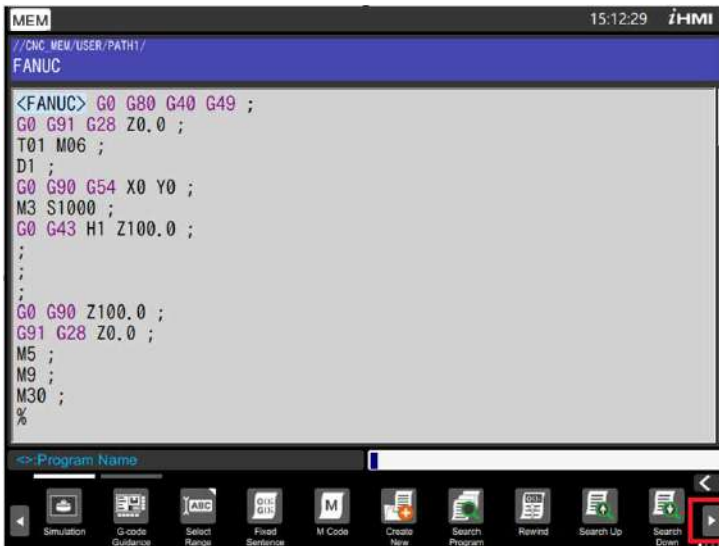 MEM 15:12:29 iHMI
//CNC_MEM/USER/PATH1/
FANUC
<FANUC> G0 G80 G40 G49 ;
G0 G91 G28 Z0.0 ;
T01 M06 ;
D1 ;
G0 G90 G54 X0 Y0 ;
M3 S1000 ;
G0 G43 H1 Z100.0 ;
;
;
;
G0 G90 Z100.0 ;
G91 G28 Z0.0 ;
M5 ;
M9 ;
M30 ;
%
<>:Program Name
Simulation
G-code
Guidance
ABC
Select
Range
Fixed
Sentence
M
M Code
Create
New
Search
Program
Rewind
Search Up
Search
Down